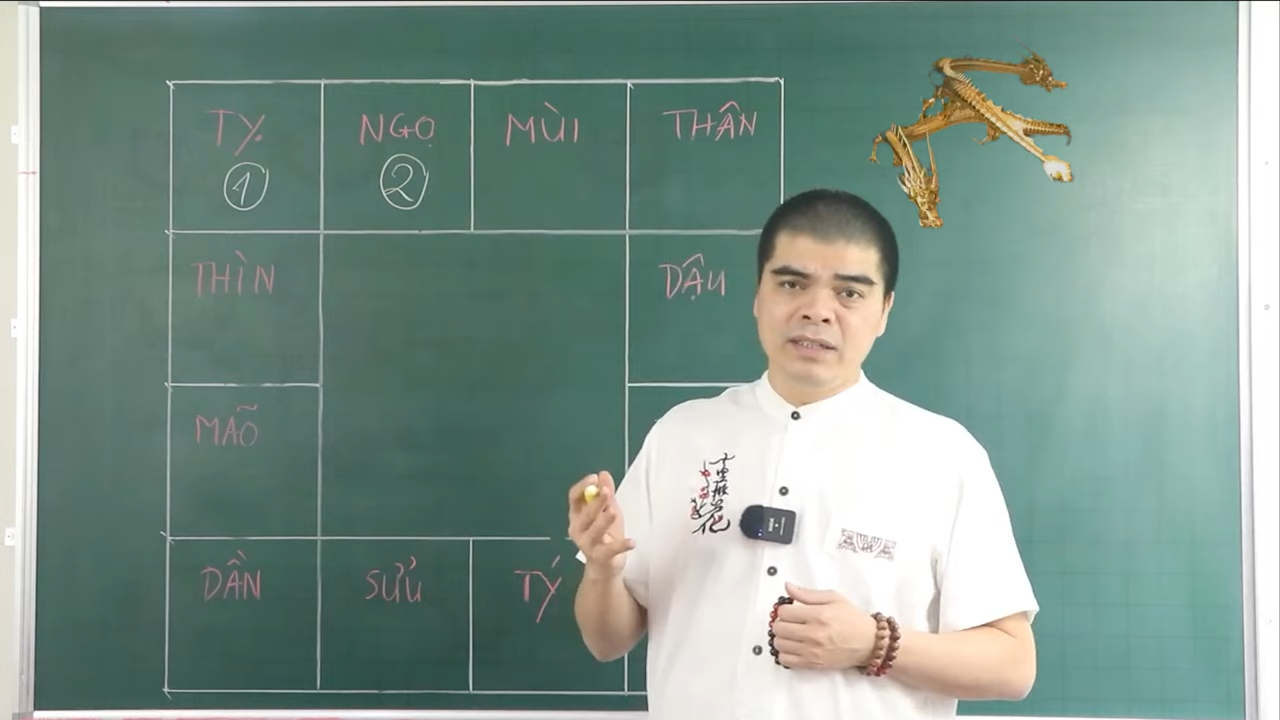 TỴ NGỌ MÙI THÂN
① ②
THÌN DẬU
MÃO
DẦN SỬU TÝ